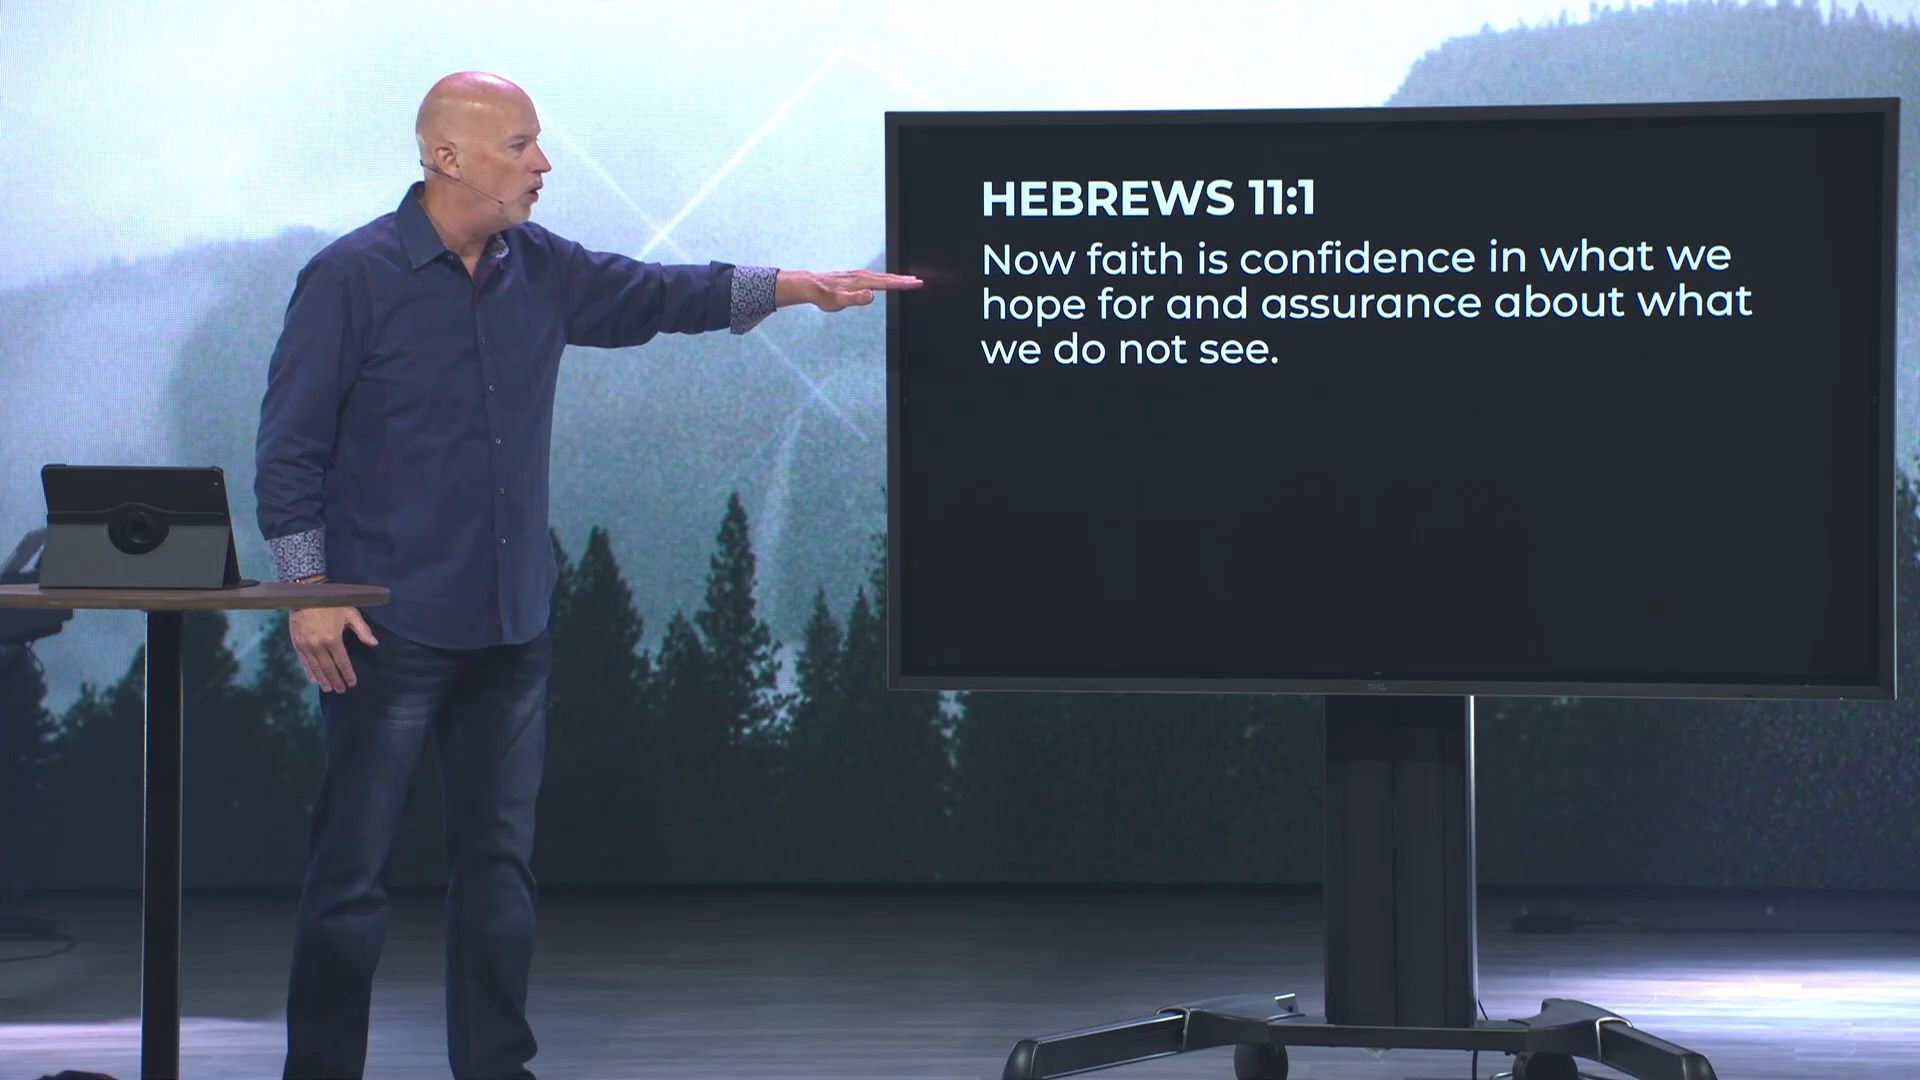 HEBREWS 11:1
Now faith is confidence in what we
hope for and assurance about what
we do not see.